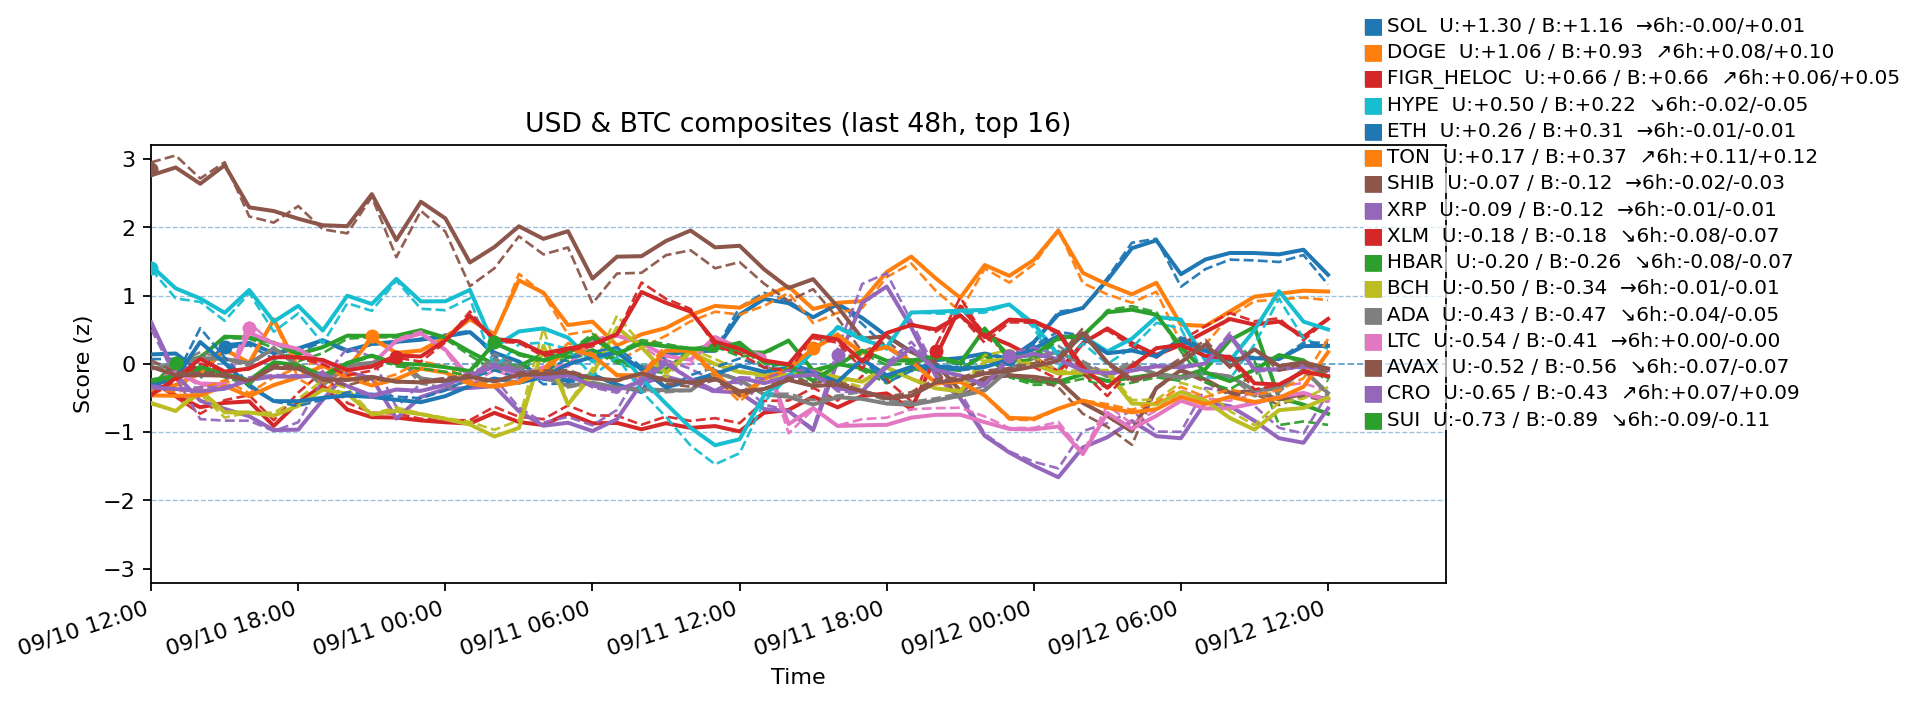 SOL  U:+1.30 / B:+1.16  →6h:-0.00/+0.01
DOGE  U:+1.06 / B:+0.93  ↗6h:+0.08/+0.10
FIGR_HELOC  U:+0.66 / B:+0.66  ↗6h:+0.06/+0.05
HYPE  U:+0.50 / B:+0.22  ↘6h:-0.02/-0.05
ETH  U:+0.26 / B:+0.31  →6h:-0.01/-0.01
TON  U:+0.17 / B:+0.37  ↗6h:+0.11/+0.12
SHIB  U:-0.07 / B:-0.12  →6h:-0.02/-0.03
XRP  U:-0.09 / B:-0.12  →6h:-0.01/-0.01
XLM  U:-0.18 / B:-0.18  ↘6h:-0.08/-0.07
HBAR  U:-0.20 / B:-0.26  ↘6h:-0.08/-0.07
BCH  U:-0.50 / B:-0.34  →6h:-0.01/-0.01
ADA  U:-0.43 / B:-0.47  ↘6h:-0.04/-0.05
LTC  U:-0.54 / B:-0.41  →6h:+0.00/-0.00
AVAX  U:-0.52 / B:-0.56  ↘6h:-0.07/-0.07
CRO  U:-0.65 / B:-0.43  ↗6h:+0.07/+0.09
SUI  U:-0.73 / B:-0.89  ↘6h:-0.09/-0.11
USD & BTC composites (last 48h, top 16)
3
2
1
0
−1
−2
−3
Score (z)
09/10 12:00
09/10 18:00
09/11 00:00
09/11 06:00
09/11 12:00
09/11 18:00
09/12 00:00
09/12 06:00
09/12 12:00
Time